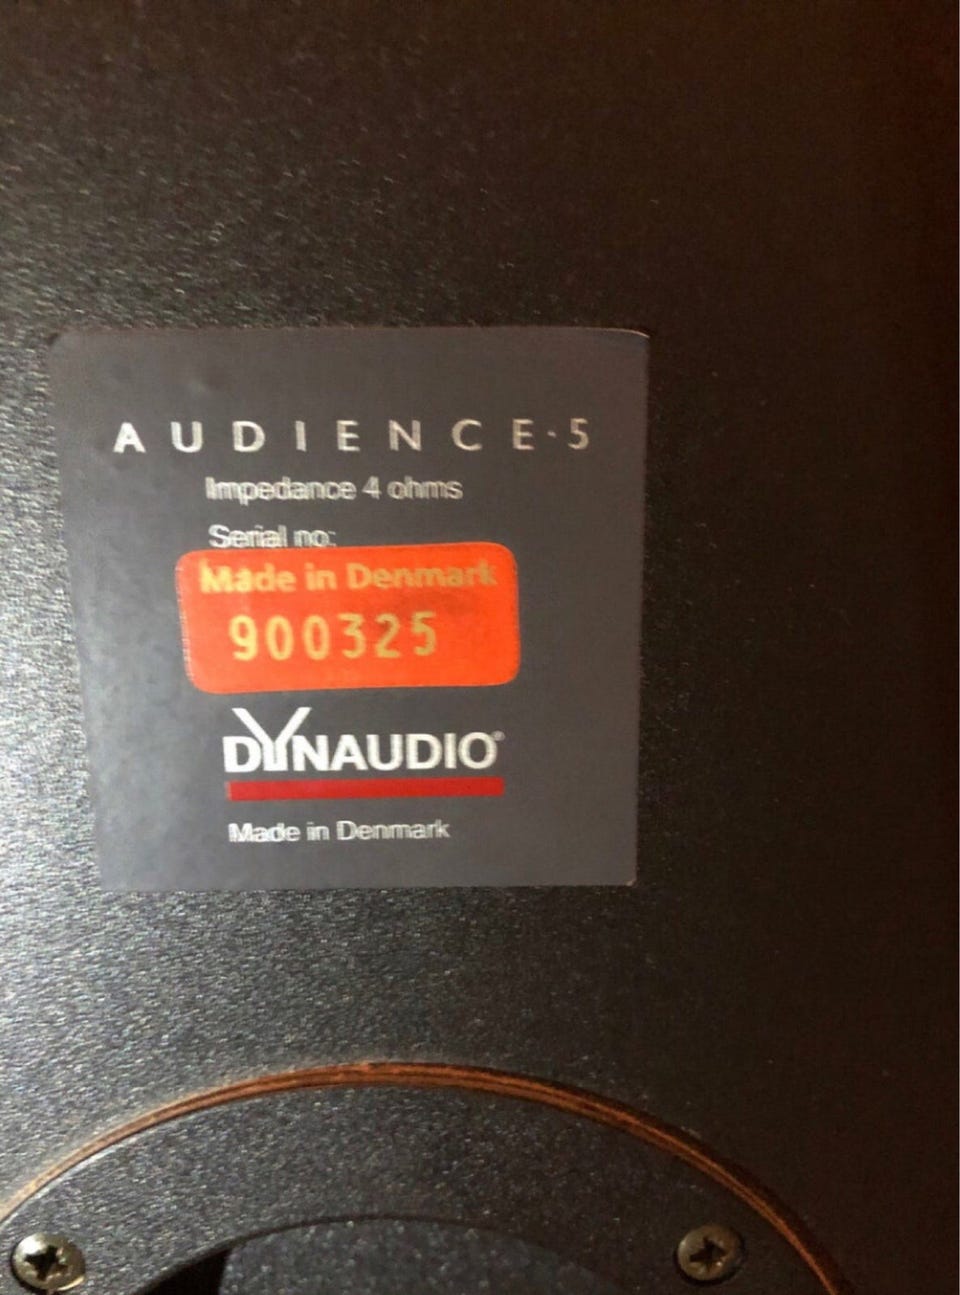 AUDIENCE·5
Impedance 4 ohms
Serial no:
Made in Denmark
900325
DYNAUDIO®
Made in Denmark